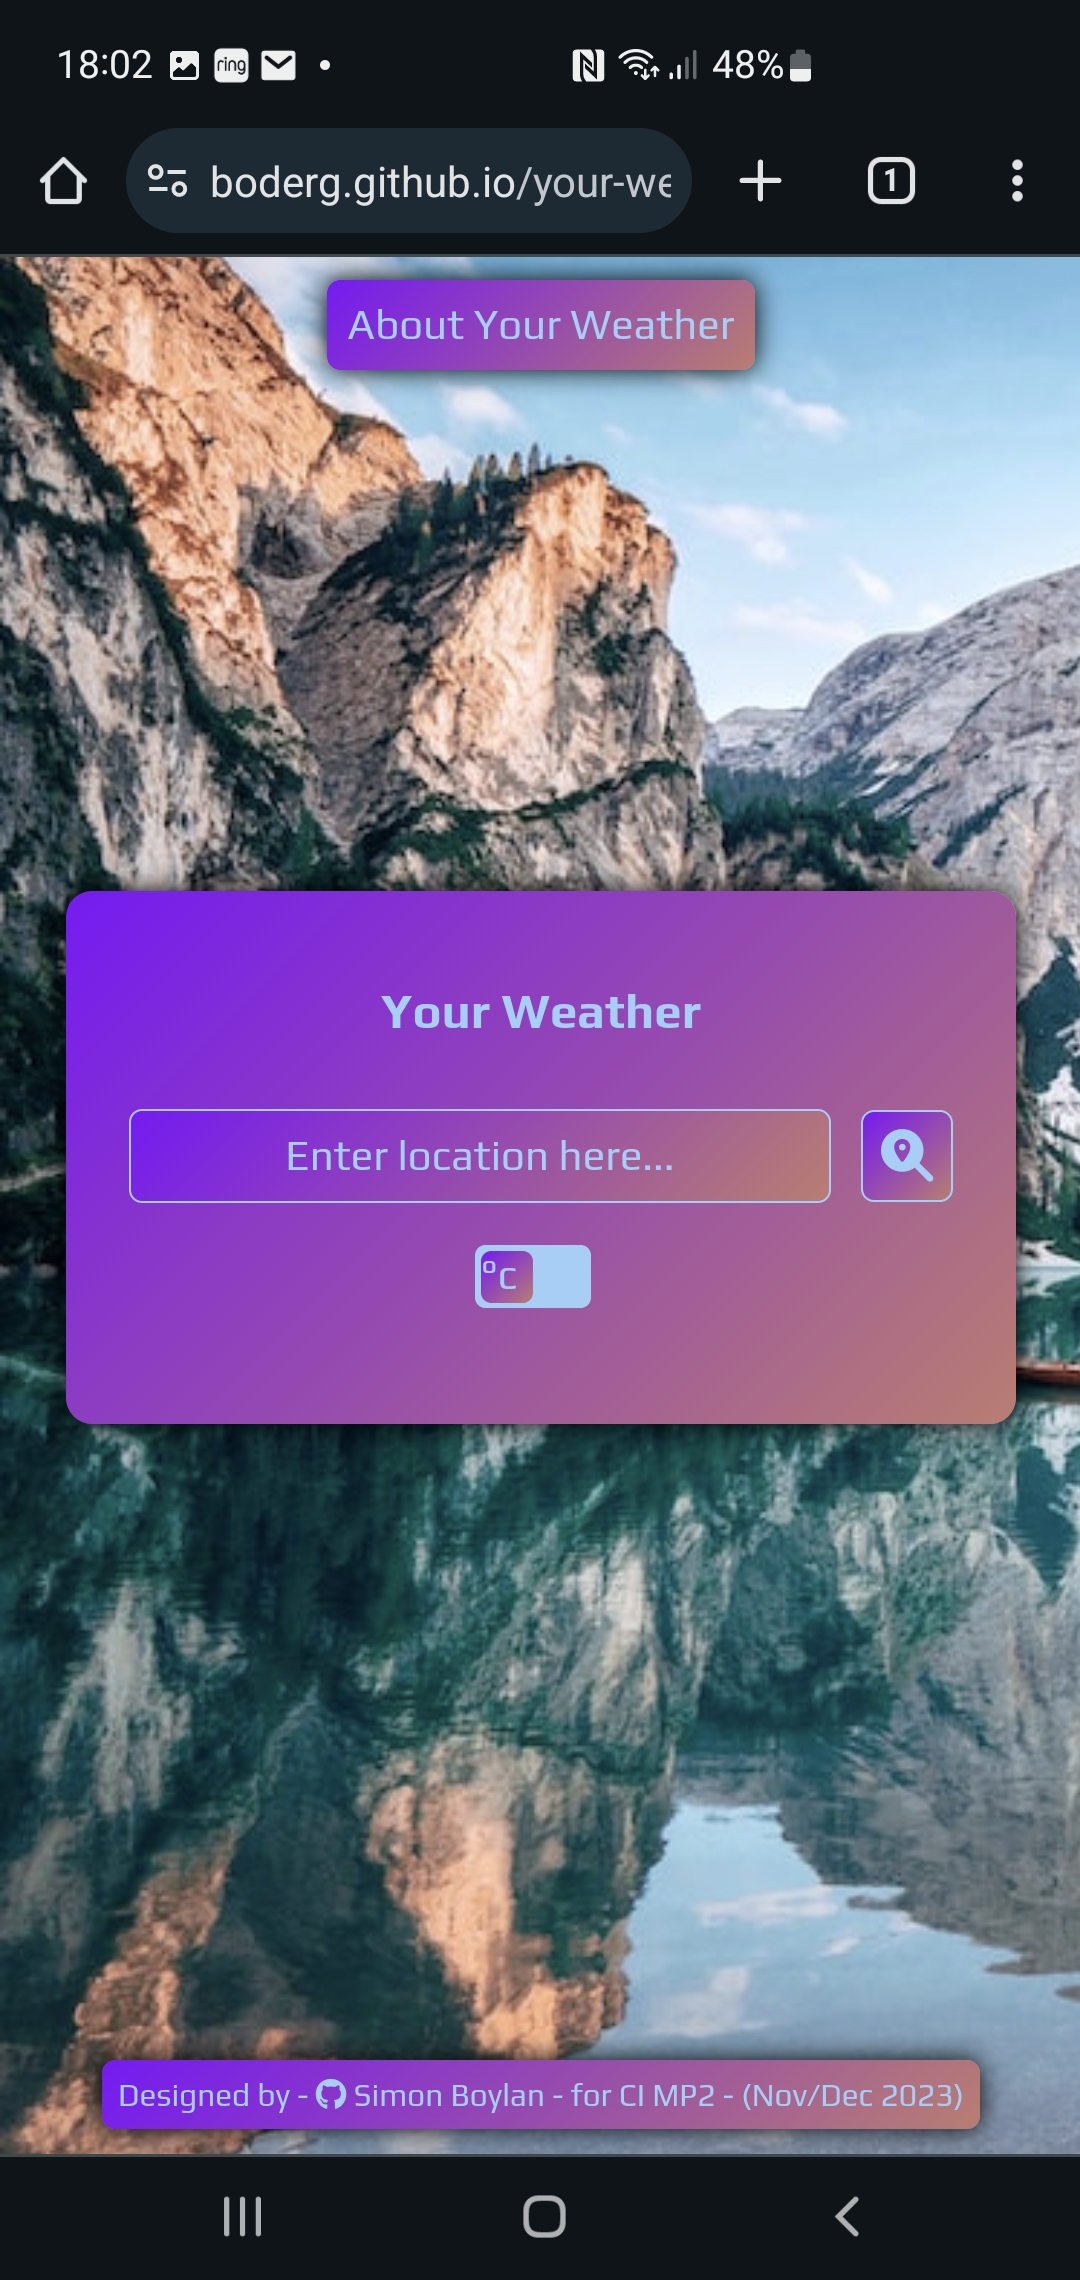 18:02 ring 48%
boderg.github.io/your-we
1
About Your Weather
Your Weather
Enter location here...
°C
Designed by - Simon Boylan - for CI MP2 - (Nov/Dec 2023)